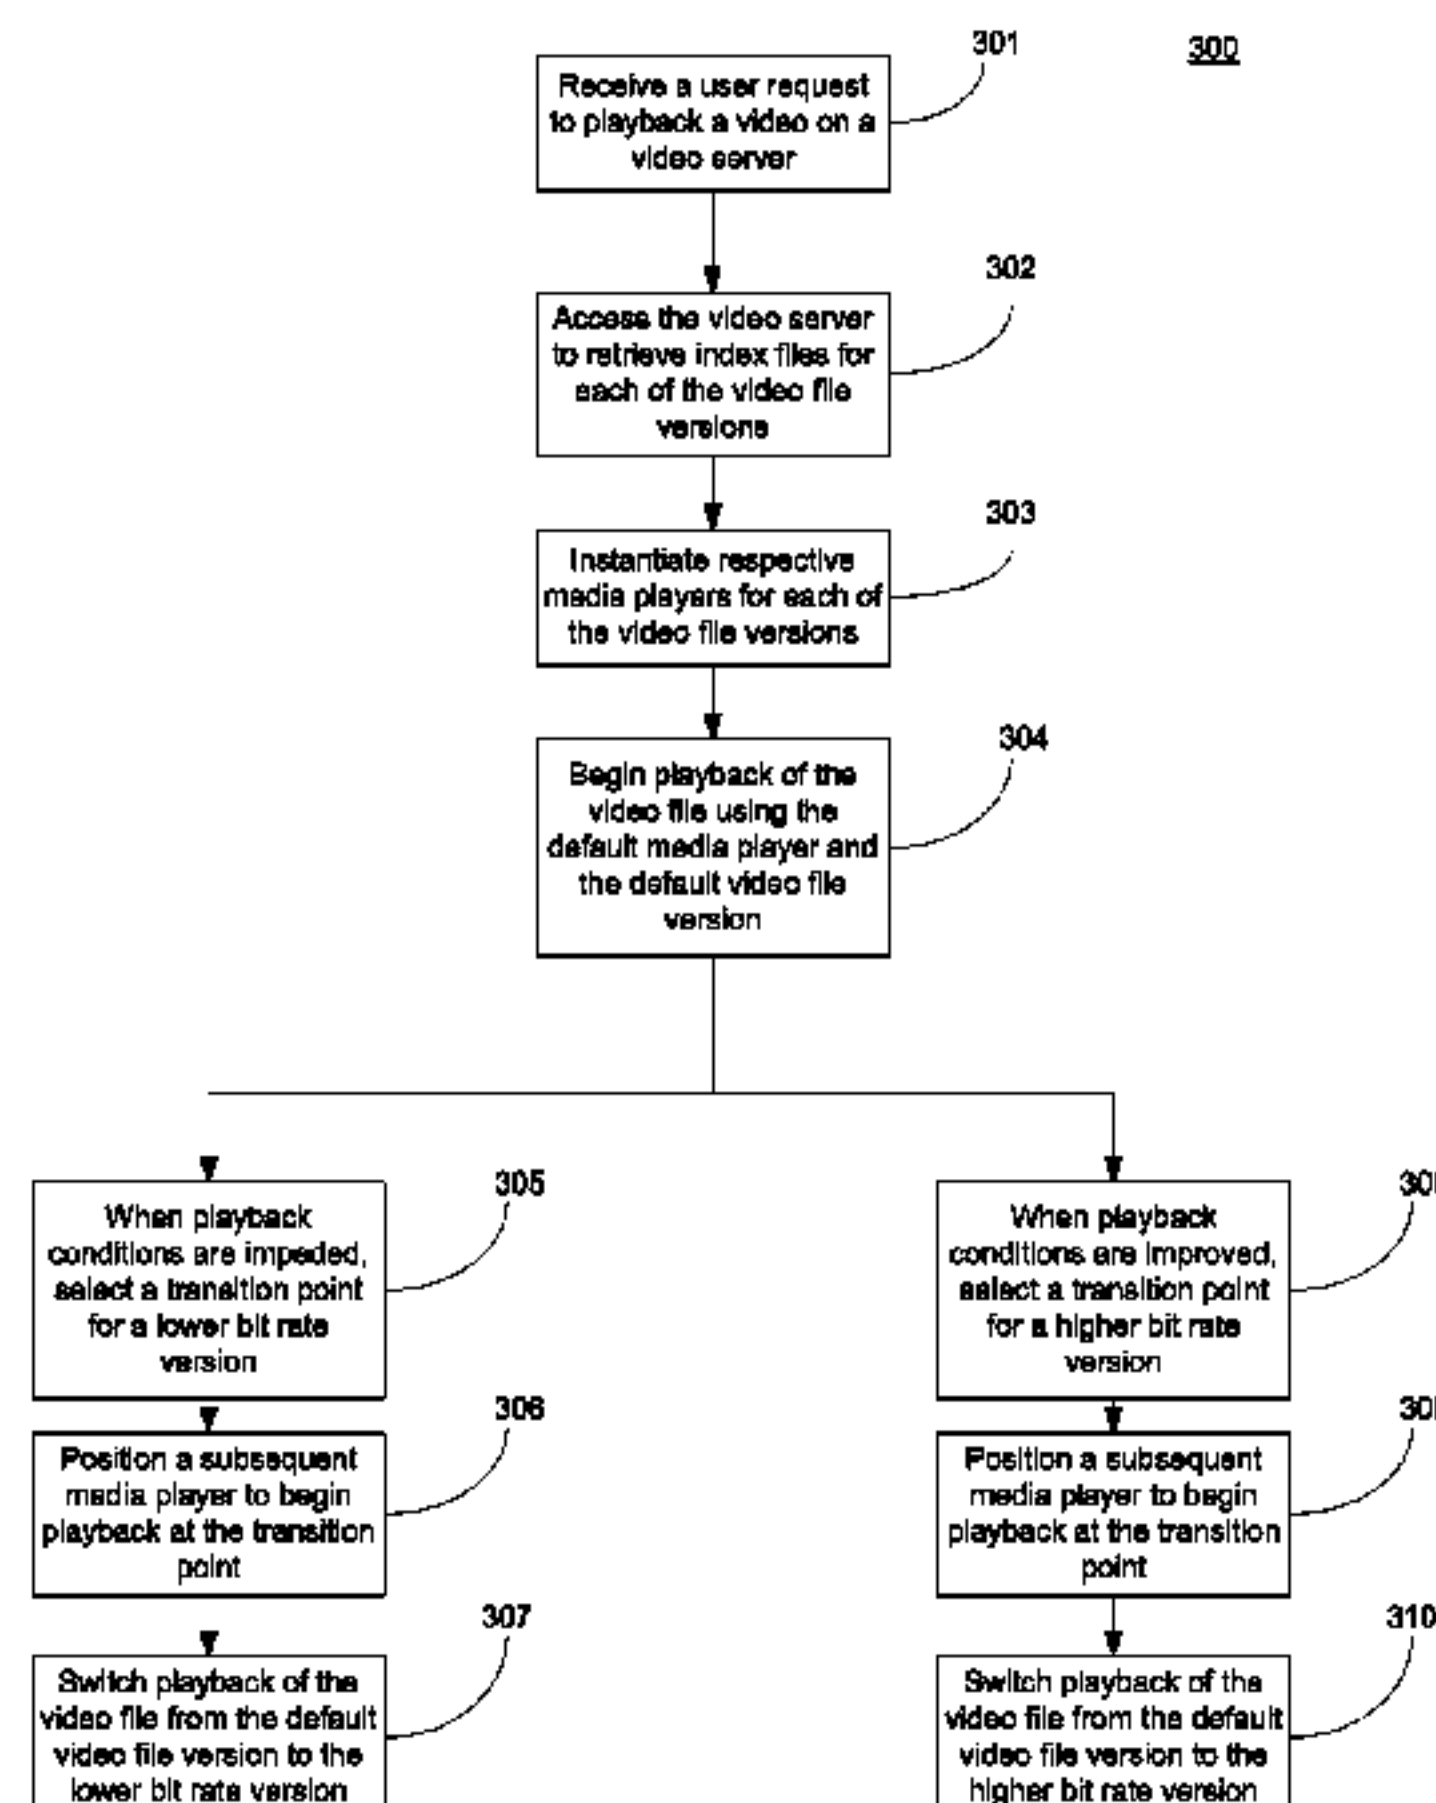 300
301
Receive a user request
to playback a video on a
video server
302
Access the video server
to retrieve index files for
each of the video file
versions
303
Instantiate respective
media players for each of
the video file versions
304
Begin playback of the
video file using the
default media player and
the default video file
version
305
When playback
conditions are impeded,
select a transition point
for a lower bit rate
version
306
Position a subsequent
media player to begin
playback at the transition
point
307
Switch playback of the
video file from the default
video file version to the
lower bit rate version
When playback
conditions are improved,
select a transition point
for a higher bit rate
version
Position a subsequent
media player to begin
playback at the transition
point
310
Switch playback of the
video file from the default
video file version to the
higher bit rate version